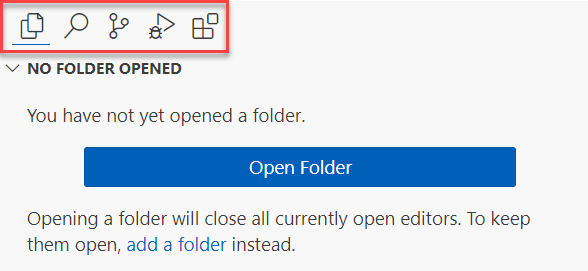 NO FOLDER OPENED
You have not yet opened a folder.
Open Folder
Opening a folder will close all currently open editors. To keep
them open, add a folder instead.